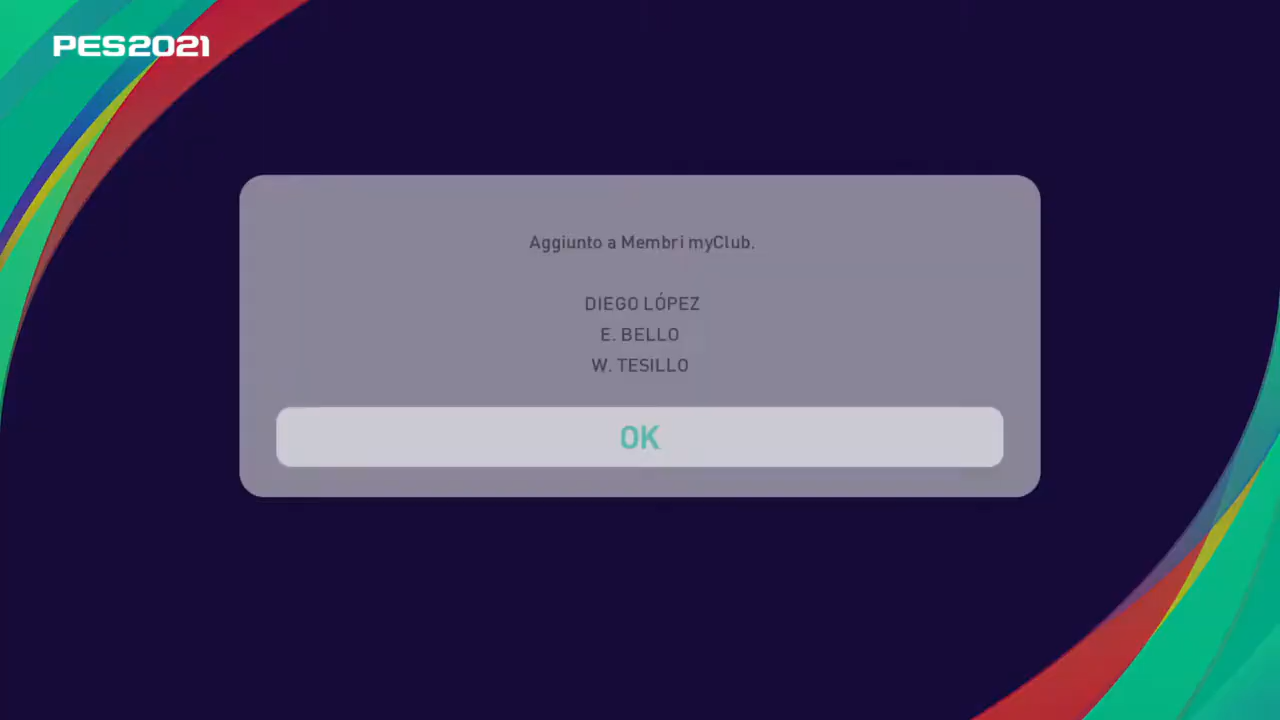 PES2021
Aggiunto a Membri myClub.
DIEGO LÓPEZ
E. BELLO
W. TESILLO
OK